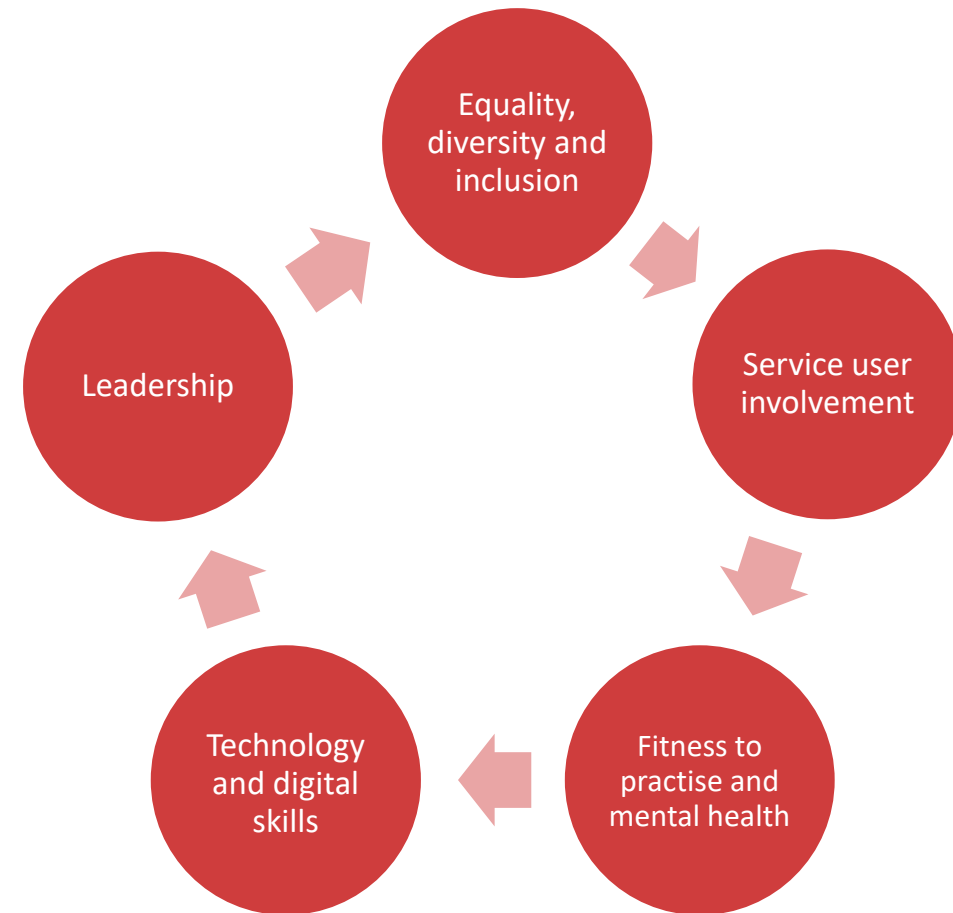 Equality,
diversity and
inclusion
Service user
involvement
Fitness to
practise and
mental health
Technology
and digital
skills
Leadership